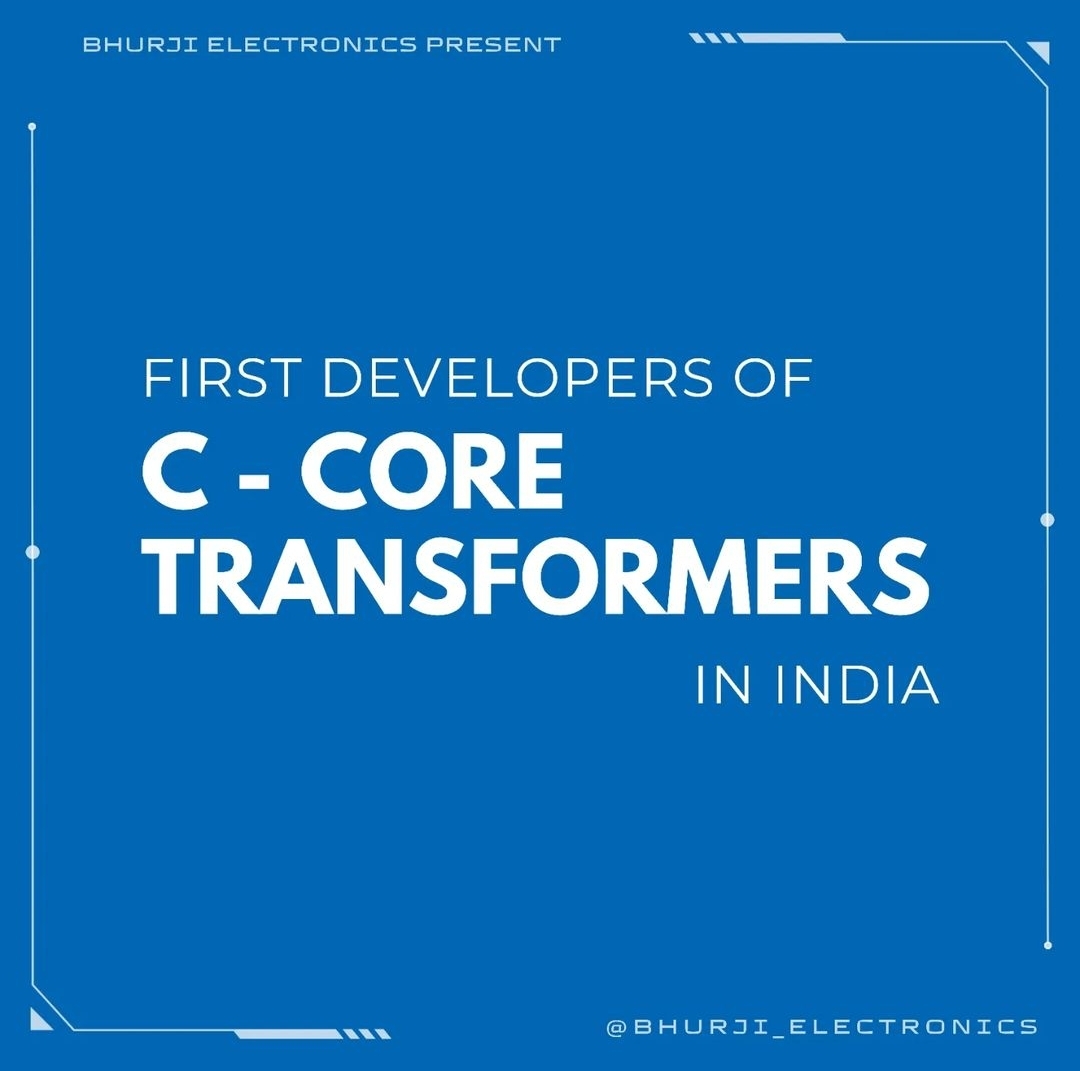 BHURJI ELECTRONICS PRESENT
FIRST DEVELOPERS OF
C - CORE
TRANSFORMERS
IN INDIA
@BHURJI_ELECTRONICS